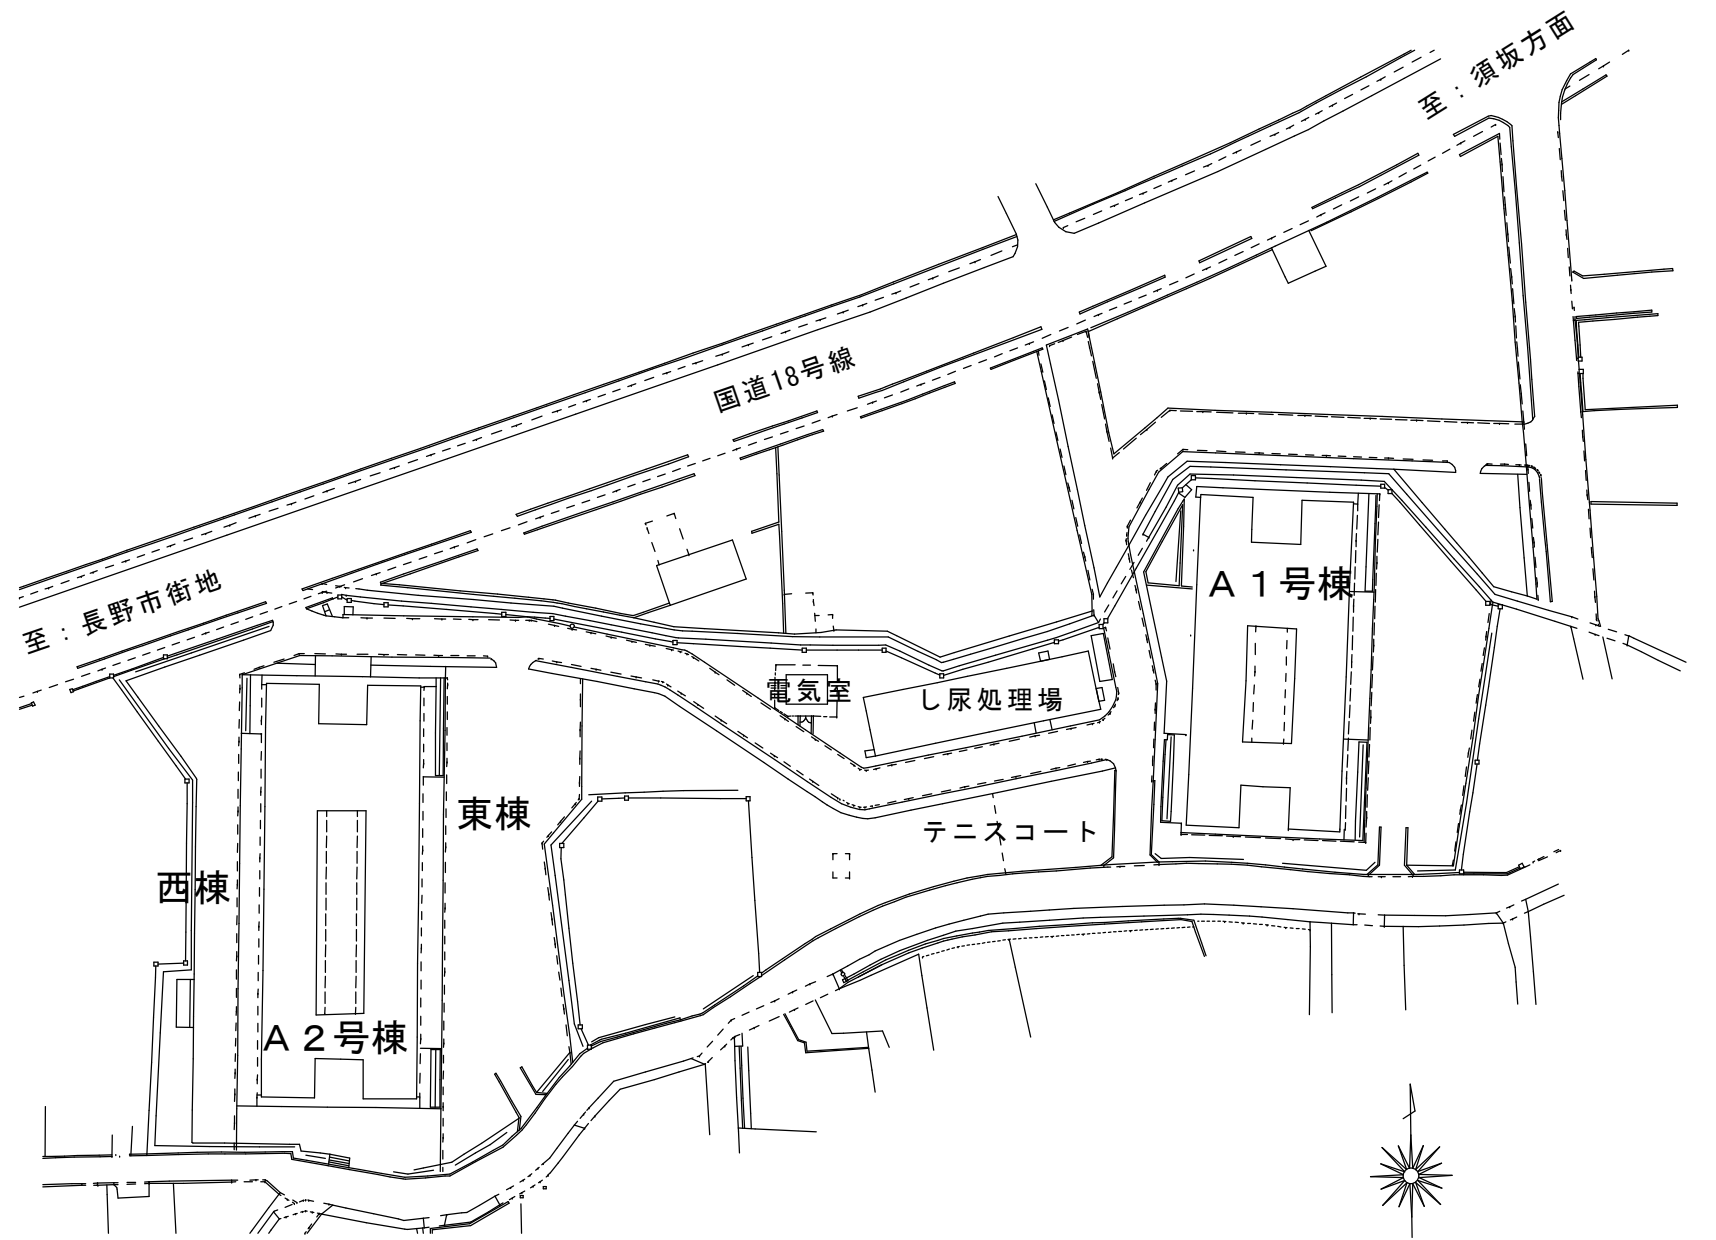 至：須坂方面
国道18号線
至：長野市街地
Ａ１号棟
電気室
し尿処理場
東棟
テニスコート
西棟
Ａ２号棟